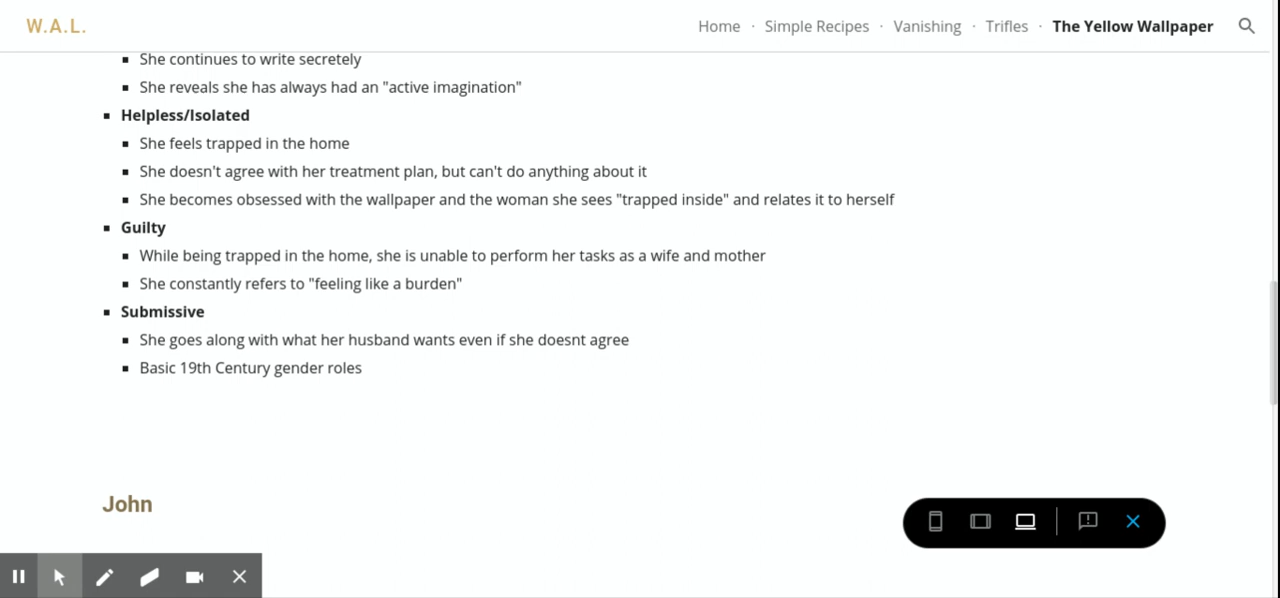 W.A.L.
Home · Simple Recipes · Vanishing · Trifles · The Yellow Wallpaper
She continues to write secretely
She reveals she has always had an "active imagination"
Helpless/Isolated
She feels trapped in the home
She doesn't agree with her treatment plan, but can't do anything about it
She becomes obsessed with the wallpaper and the woman she sees "trapped inside" and relates it to herself
Guilty
While being trapped in the home, she is unable to perform her tasks as a wife and mother
She constantly refers to "feeling like a burden"
Submissive
She goes along with what her husband wants even if she doesnt agree
Basic 19th Century gender roles
John